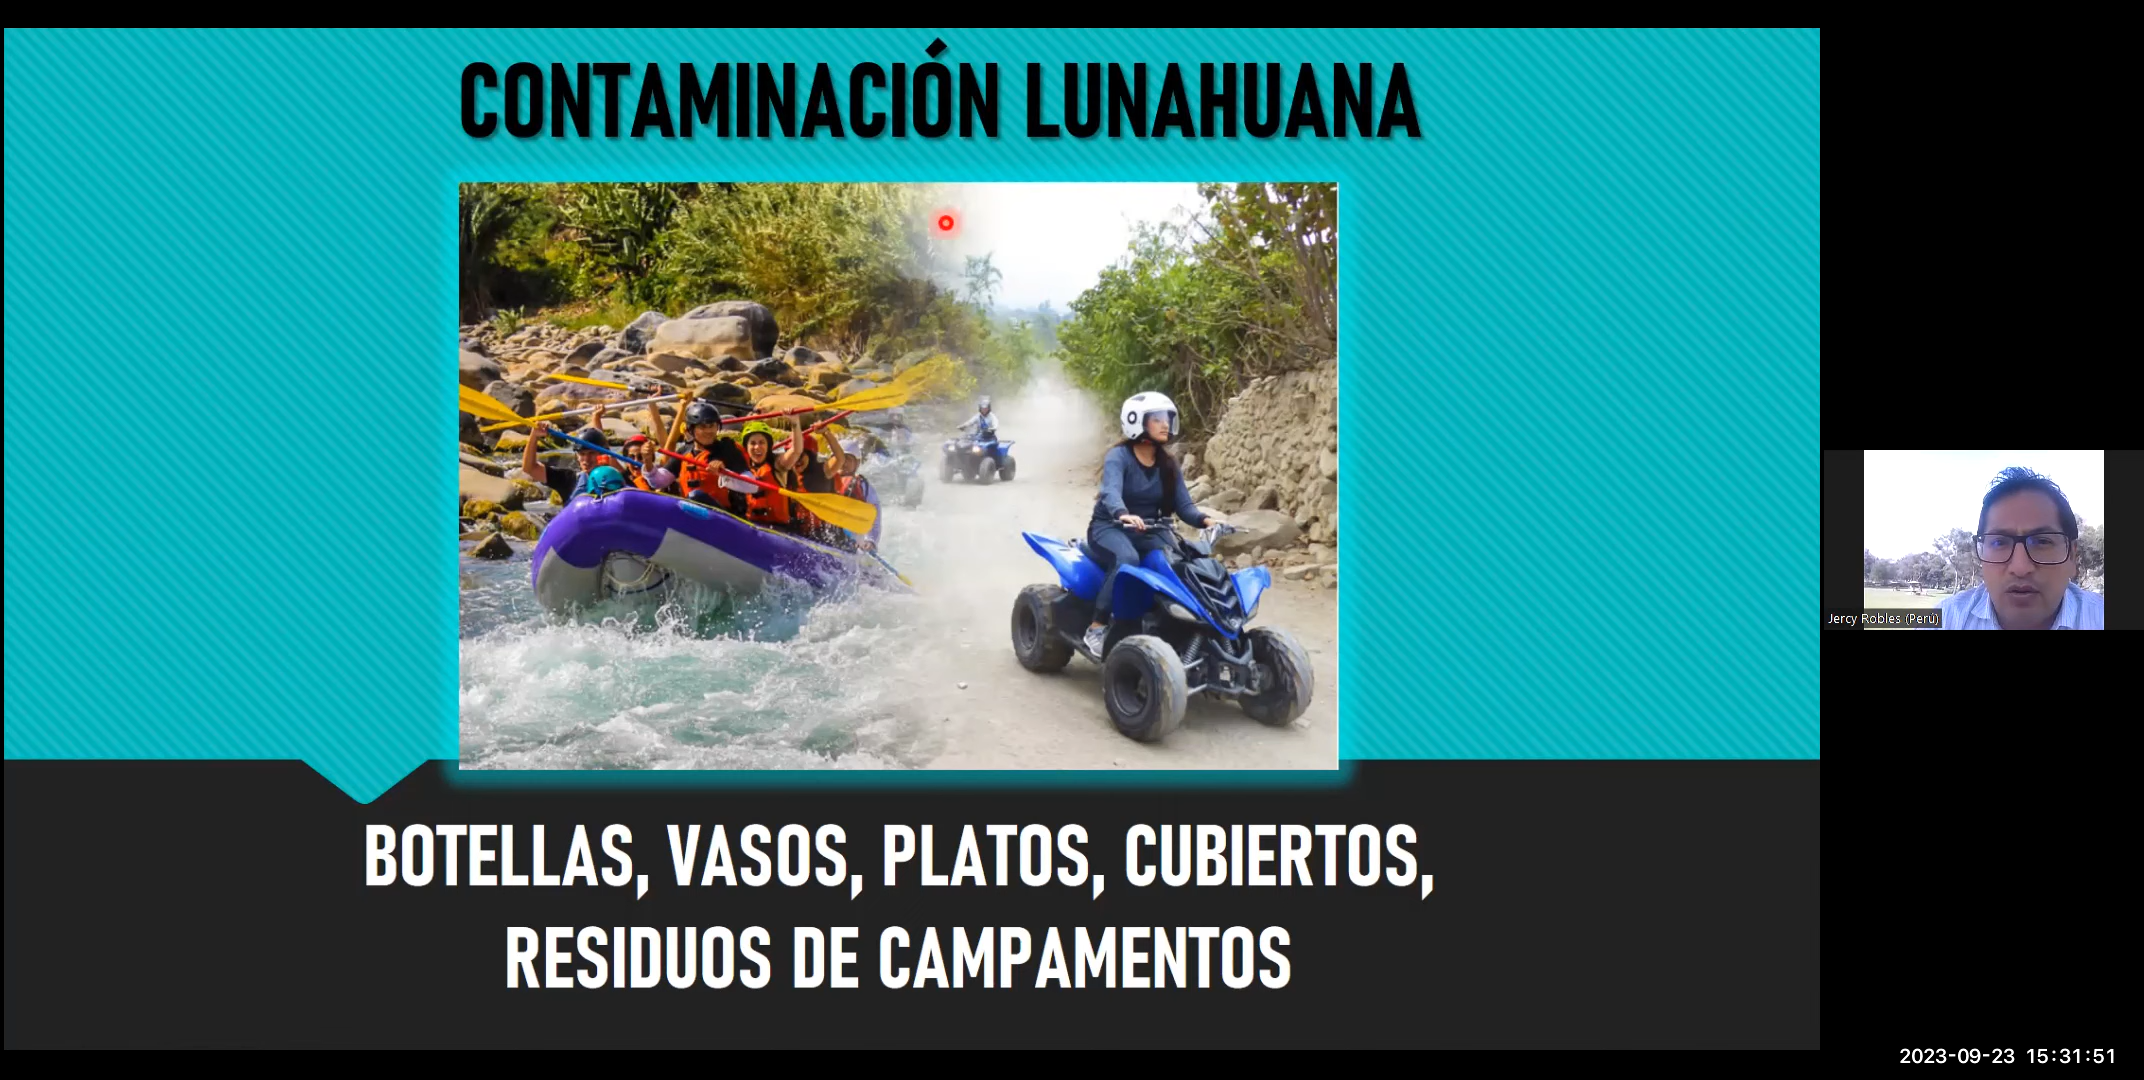 CONTAMINACIÓN LUNAHUANA
BOTELLAS, VASOS, PLATOS, CUBIERTOS,
RESIDUOS DE CAMPAMENTOS
Jercy Robles (Perú)
2023-09-23 15:31:51